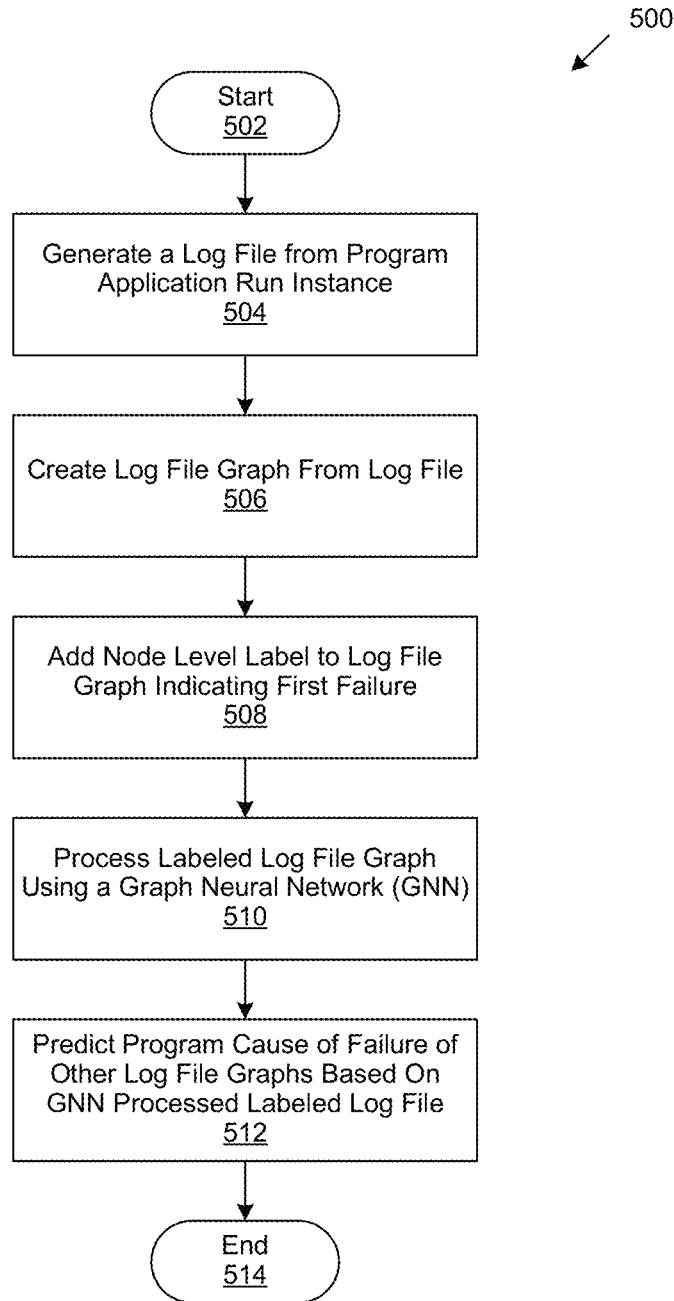 500
Start
502
Generate a Log File from Program
Application Run Instance
504
Create Log File Graph From Log File
506
Add Node Level Label to Log File
Graph Indicating First Failure
508
Process Labeled Log File Graph
Using a Graph Neural Network (GNN)
510
Predict Program Cause of Failure of
Other Log File Graphs Based On
GNN Processed Labeled Log File
512
End
514